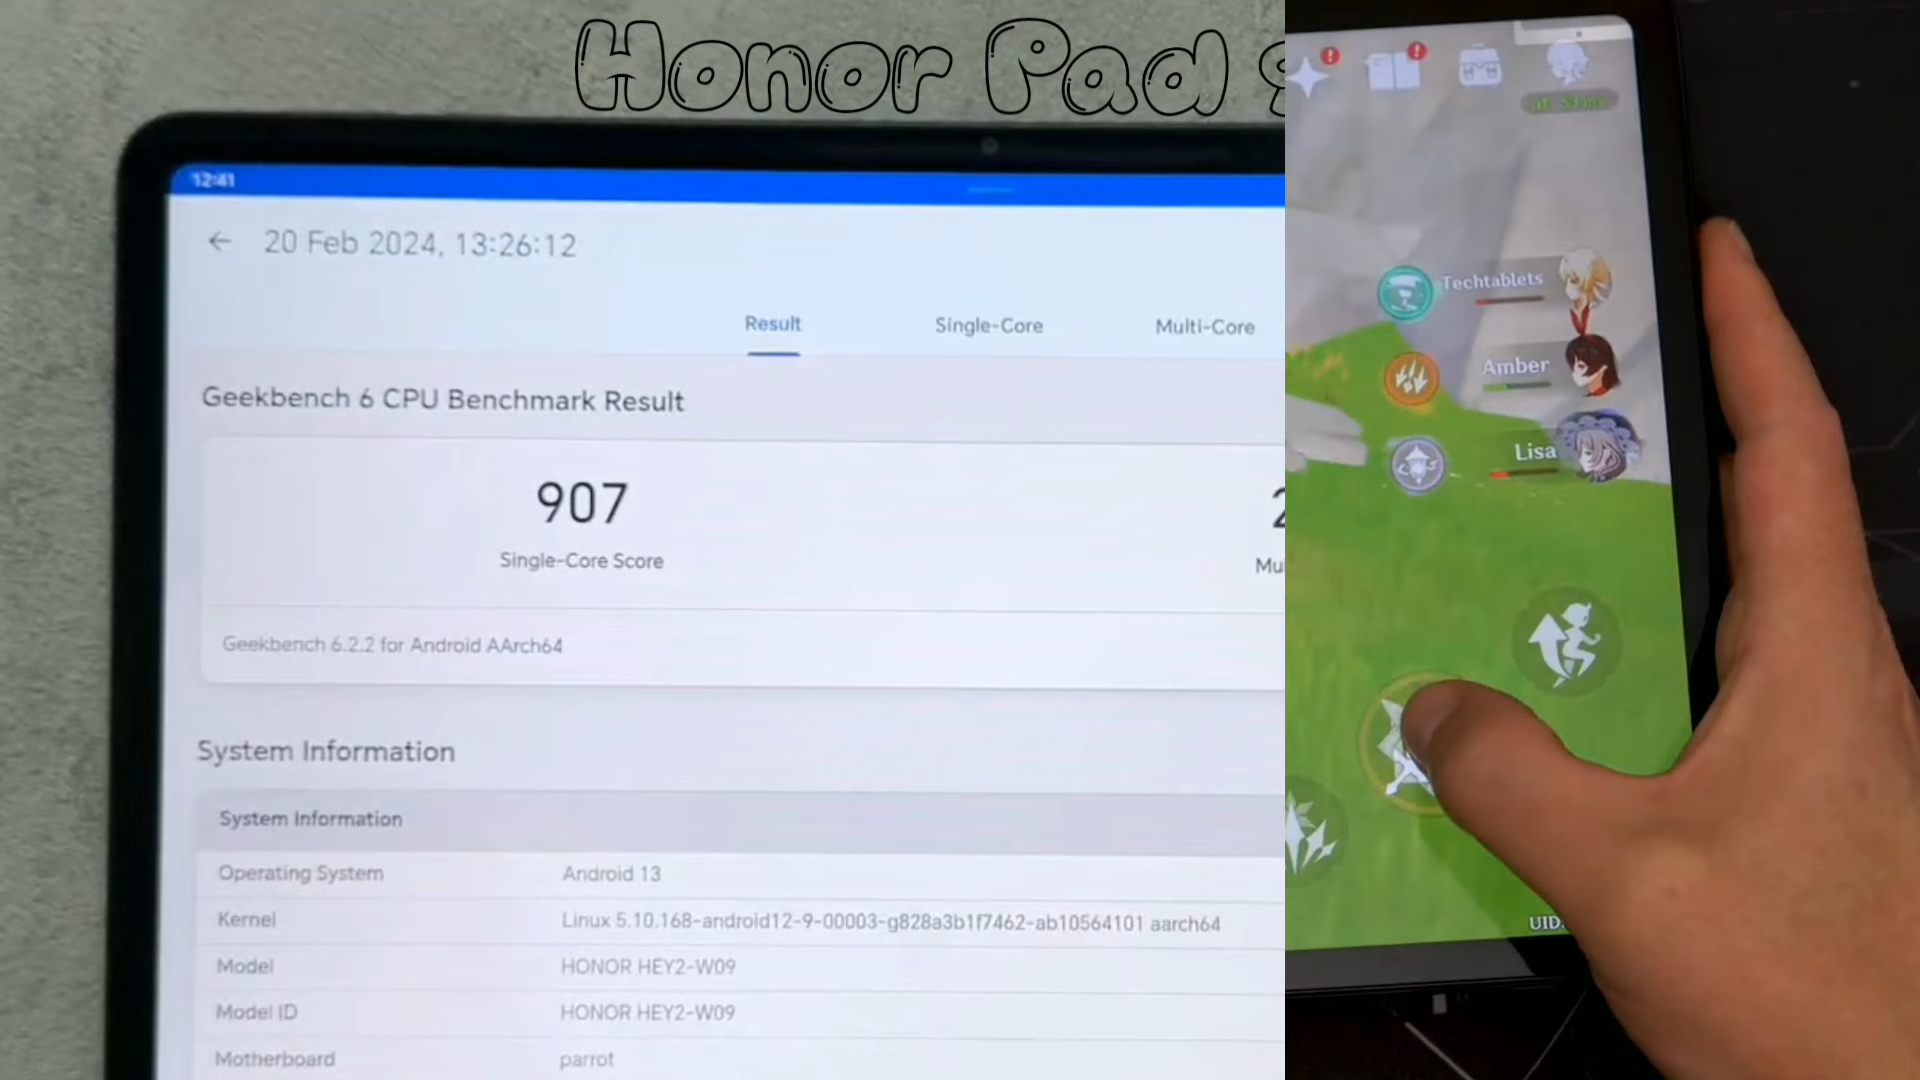 Honor Pad
12:41
20 Feb 2024, 13:26:12
Result Single-Core Multi-Core
Geekbench 6 CPU Benchmark Result
907
Single-Core Score
Geekbench 6.2.2 for Android AArch64
System Information
System Information
Operating System Android 13
Kernel Linux 5.10.168-android12-9-00003-g828a3b1f7462-ab10564101 aarch64
Model HONOR HEY2-W09
Model ID HONOR HEY2-W09
Motherboard parrot
Techtablets
Amber
Lisa
UID